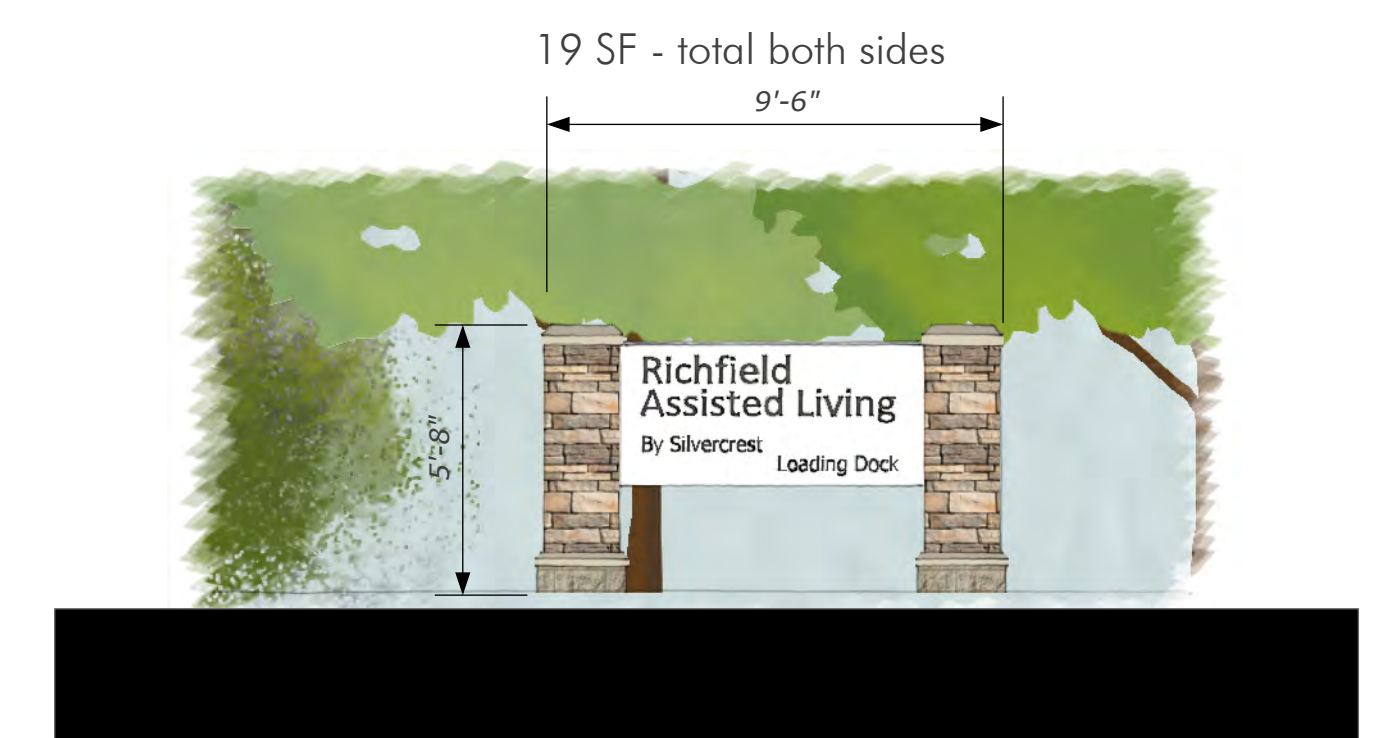 19 SF - total both sides
9'-6"
5'-8"
Richfield
Assisted Living
By Silvercrest
Loading Dock